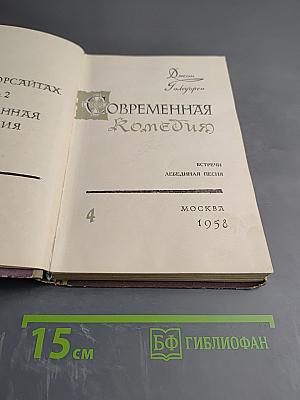 ОРСАЙТАХ
2
ННАЯ
ИЯ
Джон
Голсуорси
СОВРЕМЕННАЯ
КОМЕДИЯ
ВСТРЕЧИ
ЛЕБЕДИНАЯ ПЕСНЯ
4
МОСКВА
1958
15 см
БФ ГИБЛИОФАН